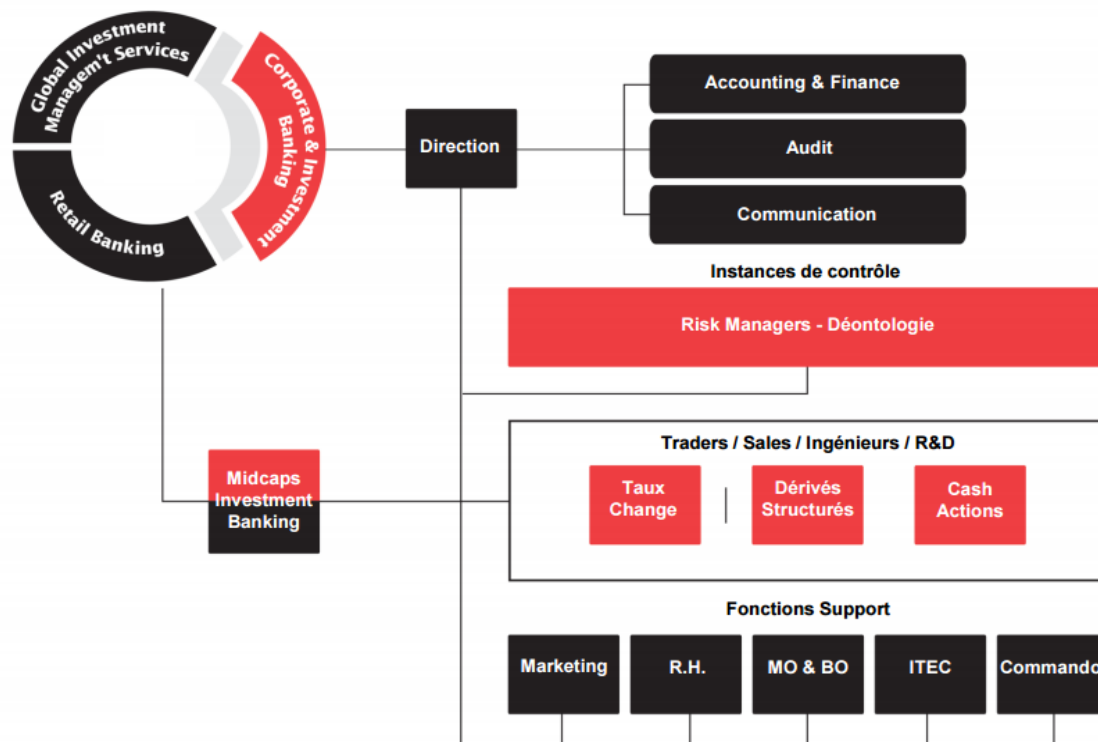 Global Investment
Managem't Services
Corporate & Investment
Banking
Retail Banking
Direction
Accounting & Finance
Audit
Communication
Instances de contrôle
Risk Managers - Déontologie
Midcaps
Investment
Banking
Traders / Sales / Ingénieurs / R&D
Taux
Change
Dérivés
Structurés
Cash
Actions
Fonctions Support
Marketing
R.H.
MO & BO
ITEC
Commando